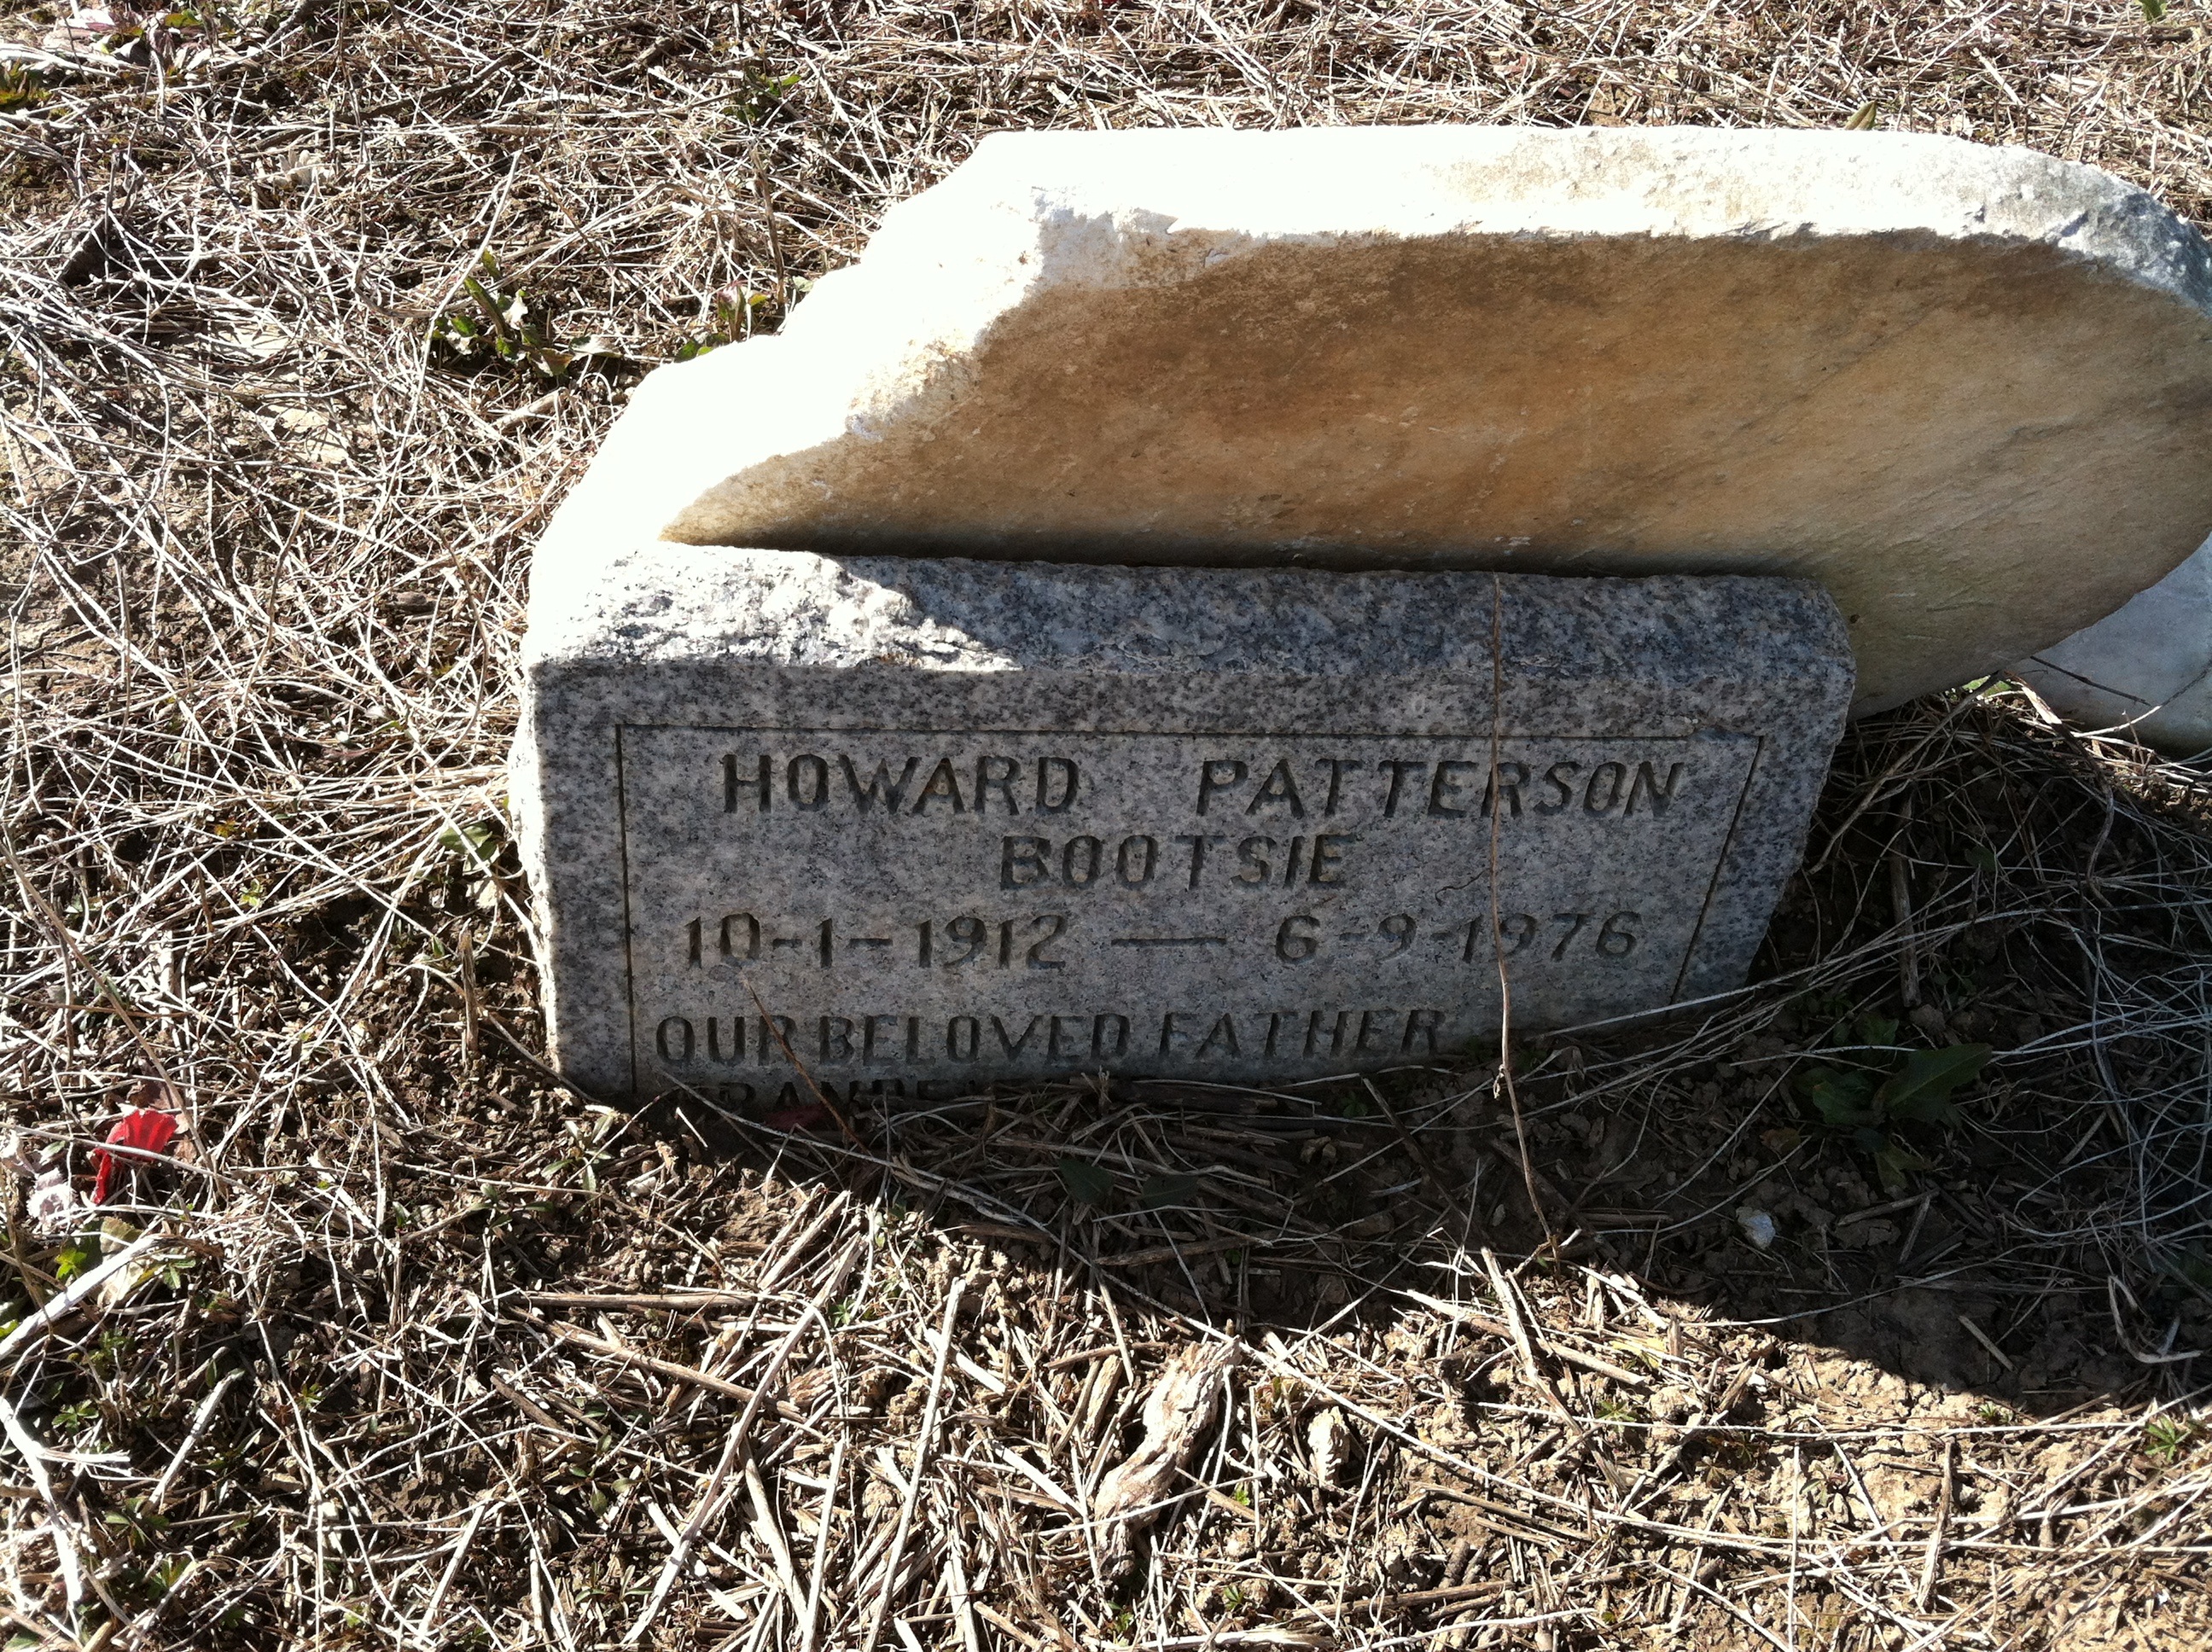 HOWARD PATTERSON
BOOTSIE
10-1-1912 — 6-9-1976
OUR BELOVED FATHER